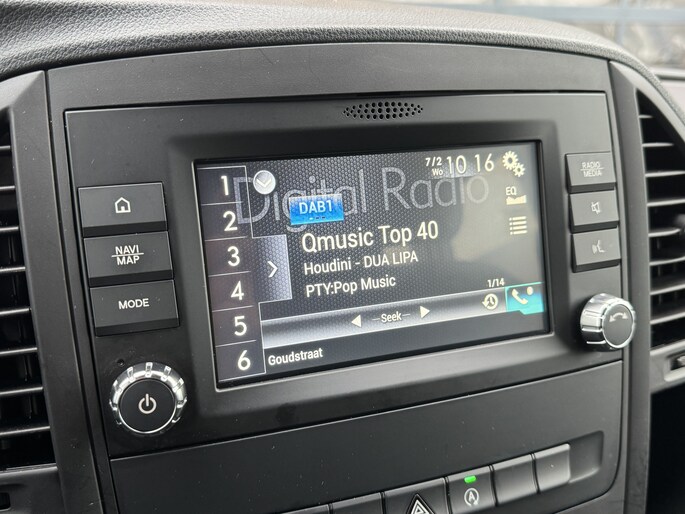 7/2
Wo
10 16
Digital Radio
DAB1
EQ
Qmusic Top 40
Houdini - DUA LIPA
PTY:Pop Music
1/14
Seek
Goudstraat
1
2
3
4
5
6
NAVI
MAP
MODE
RADIO
MEDIA
A